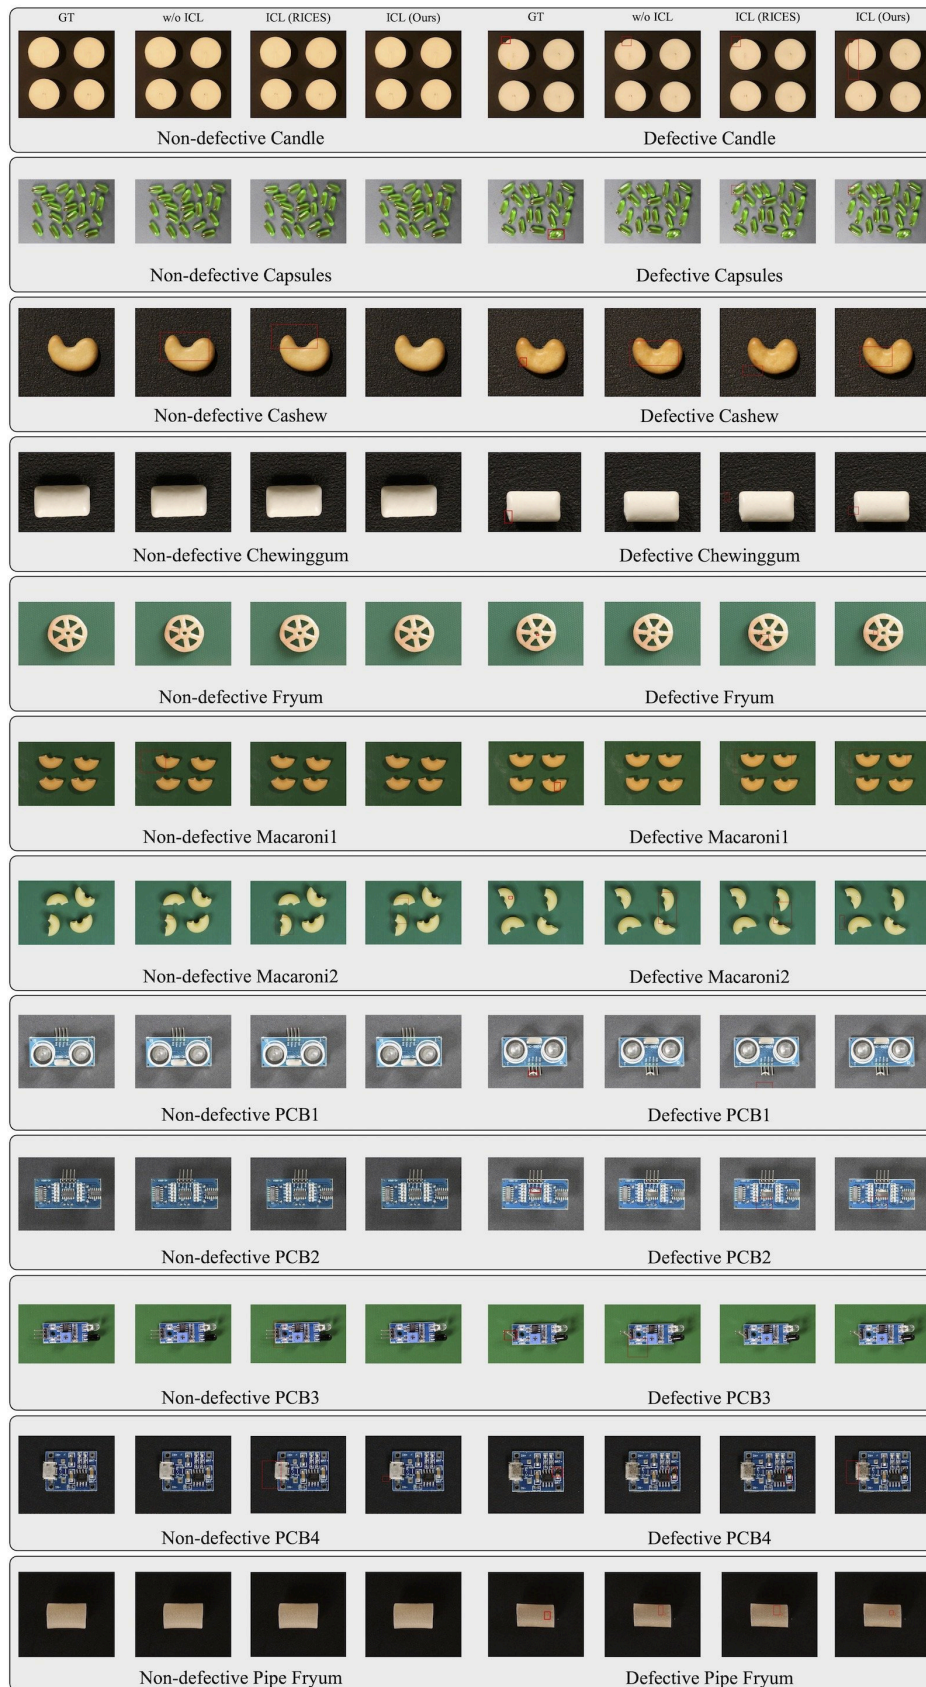 GT w/o ICL ICL (RICES) ICL (Ours) GT w/o ICL ICL (RICES) ICL (Ours)
Non-defective Candle Defective Candle
Non-defective Capsules Defective Capsules
Non-defective Cashew Defective Cashew
Non-defective Chewinggum Defective Chewinggum
Non-defective Fryum Defective Fryum
Non-defective Macaroni1 Defective Macaroni1
Non-defective Macaroni2 Defective Macaroni2
Non-defective PCB1 Defective PCB1
Non-defective PCB2 Defective PCB2
Non-defective PCB3 Defective PCB3
Non-defective PCB4 Defective PCB4
Non-defective Pipe Fryum Defective Pipe Fryum